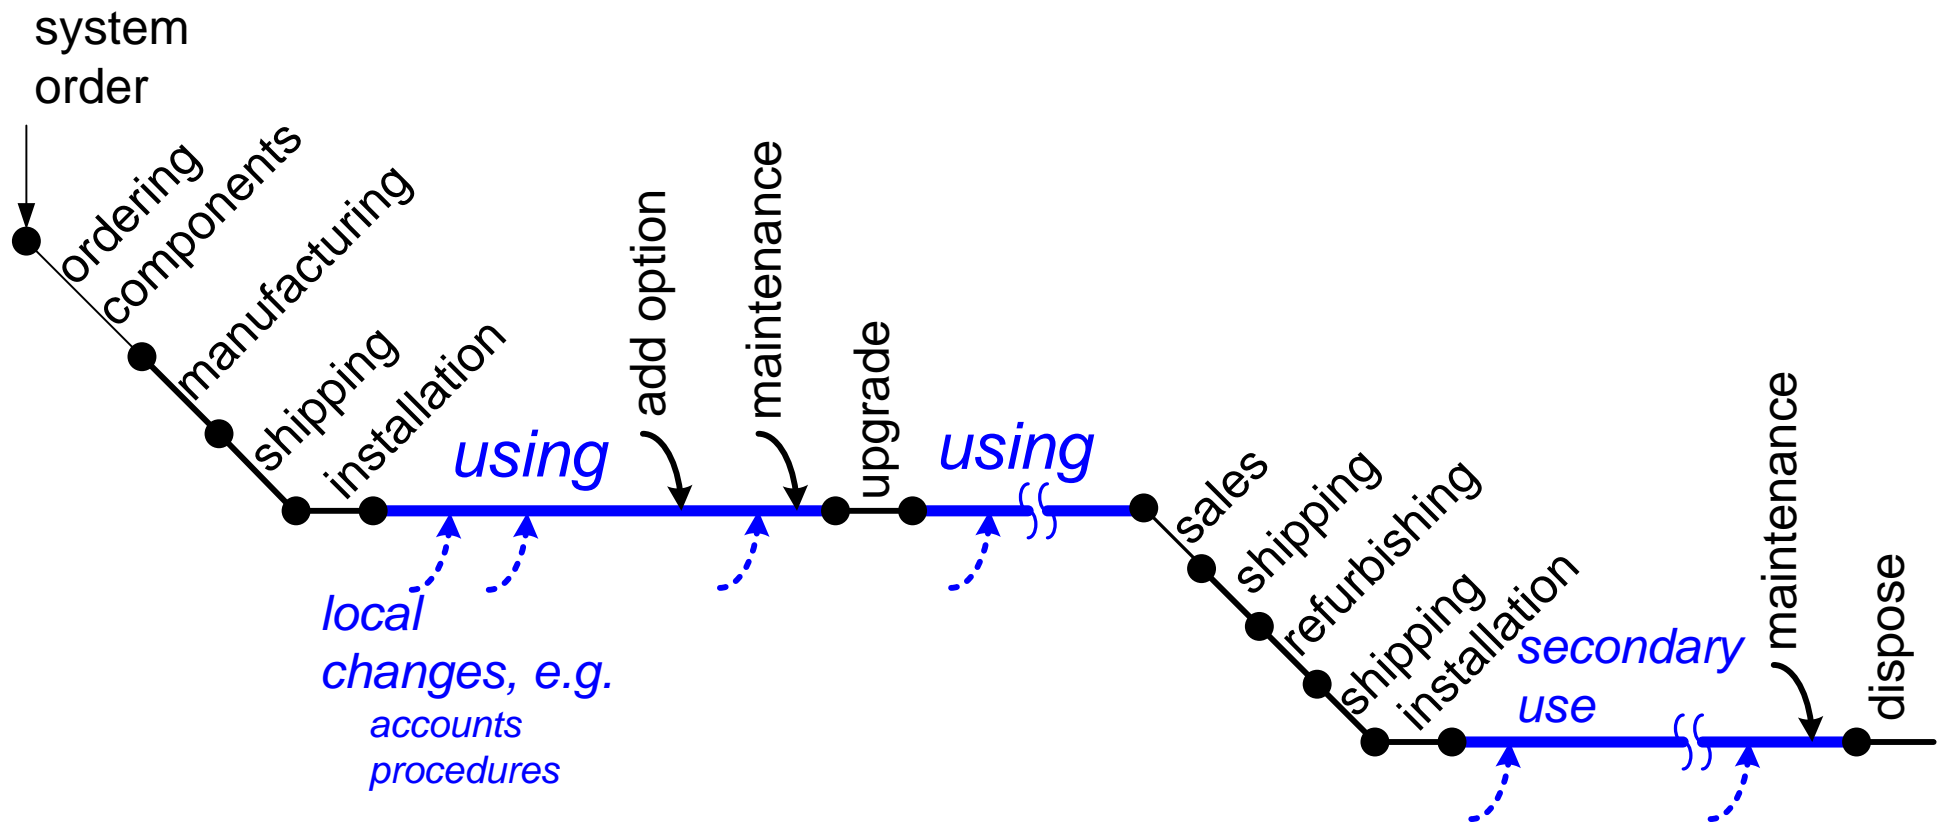 system
order
ordering
components
manufacturing
shipping
installation
using
add option
maintenance
upgrade
using
sales
shipping
refurbishing
shipping
installation
secondary
use
maintenance
dispose
local
changes, e.g.
accounts
procedures